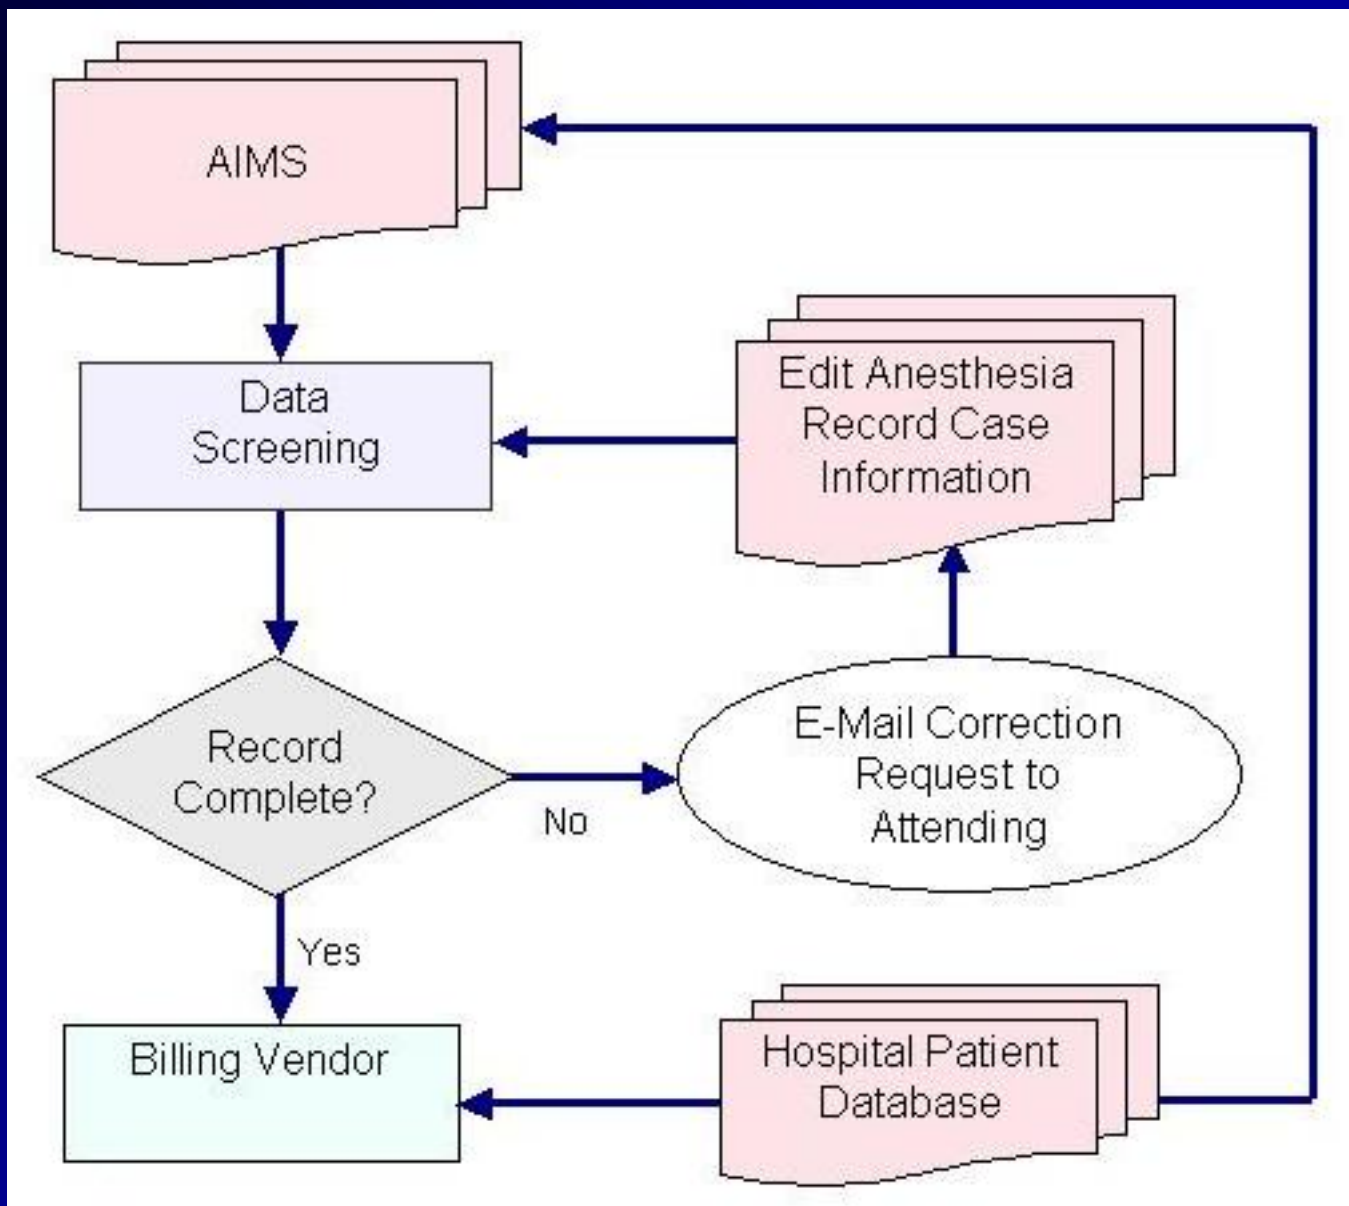 AIMS
Data
Screening
Edit Anesthesia
Record Case
Information
Record
Complete?
No
E-Mail Correction
Request to
Attending
Yes
Billing Vendor
Hospital Patient
Database